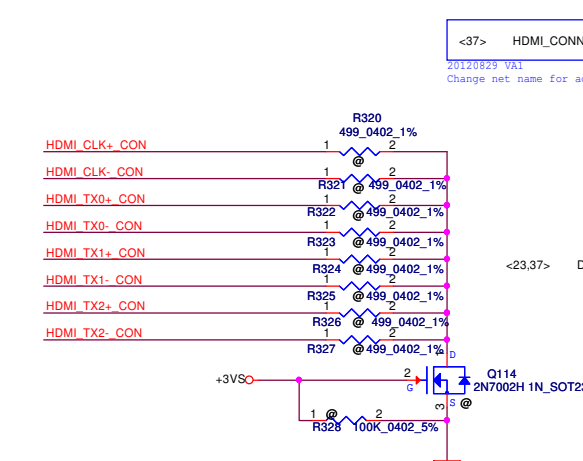 <37> HDMI_CONN
20120829 VA1
Change net name for
R320
499_0402_1%
HDMI_CLK+_CON 1 2
@
HDMI_CLK-_CON 1 2
R321 @ 499_0402_1%
HDMI_TX0+_CON 1 2
R322 @ 499_0402_1%
HDMI_TX0-_CON 1 2
R323 @ 499_0402_1%
HDMI_TX1+_CON 1 2
R324 @ 499_0402_1%
<23,37> D
HDMI_TX1-_CON 1 2
R325 @ 499_0402_1%
HDMI_TX2+_CON 1 2
R326 @ 499_0402_1%
HDMI_TX2-_CON 1 2
R327 @ 499_0402_1%
1 D
+3VS 2 G
Q114
2N7002H 1N_SOT23
3 S @
1 @ 2
R328 100K_0402_5%